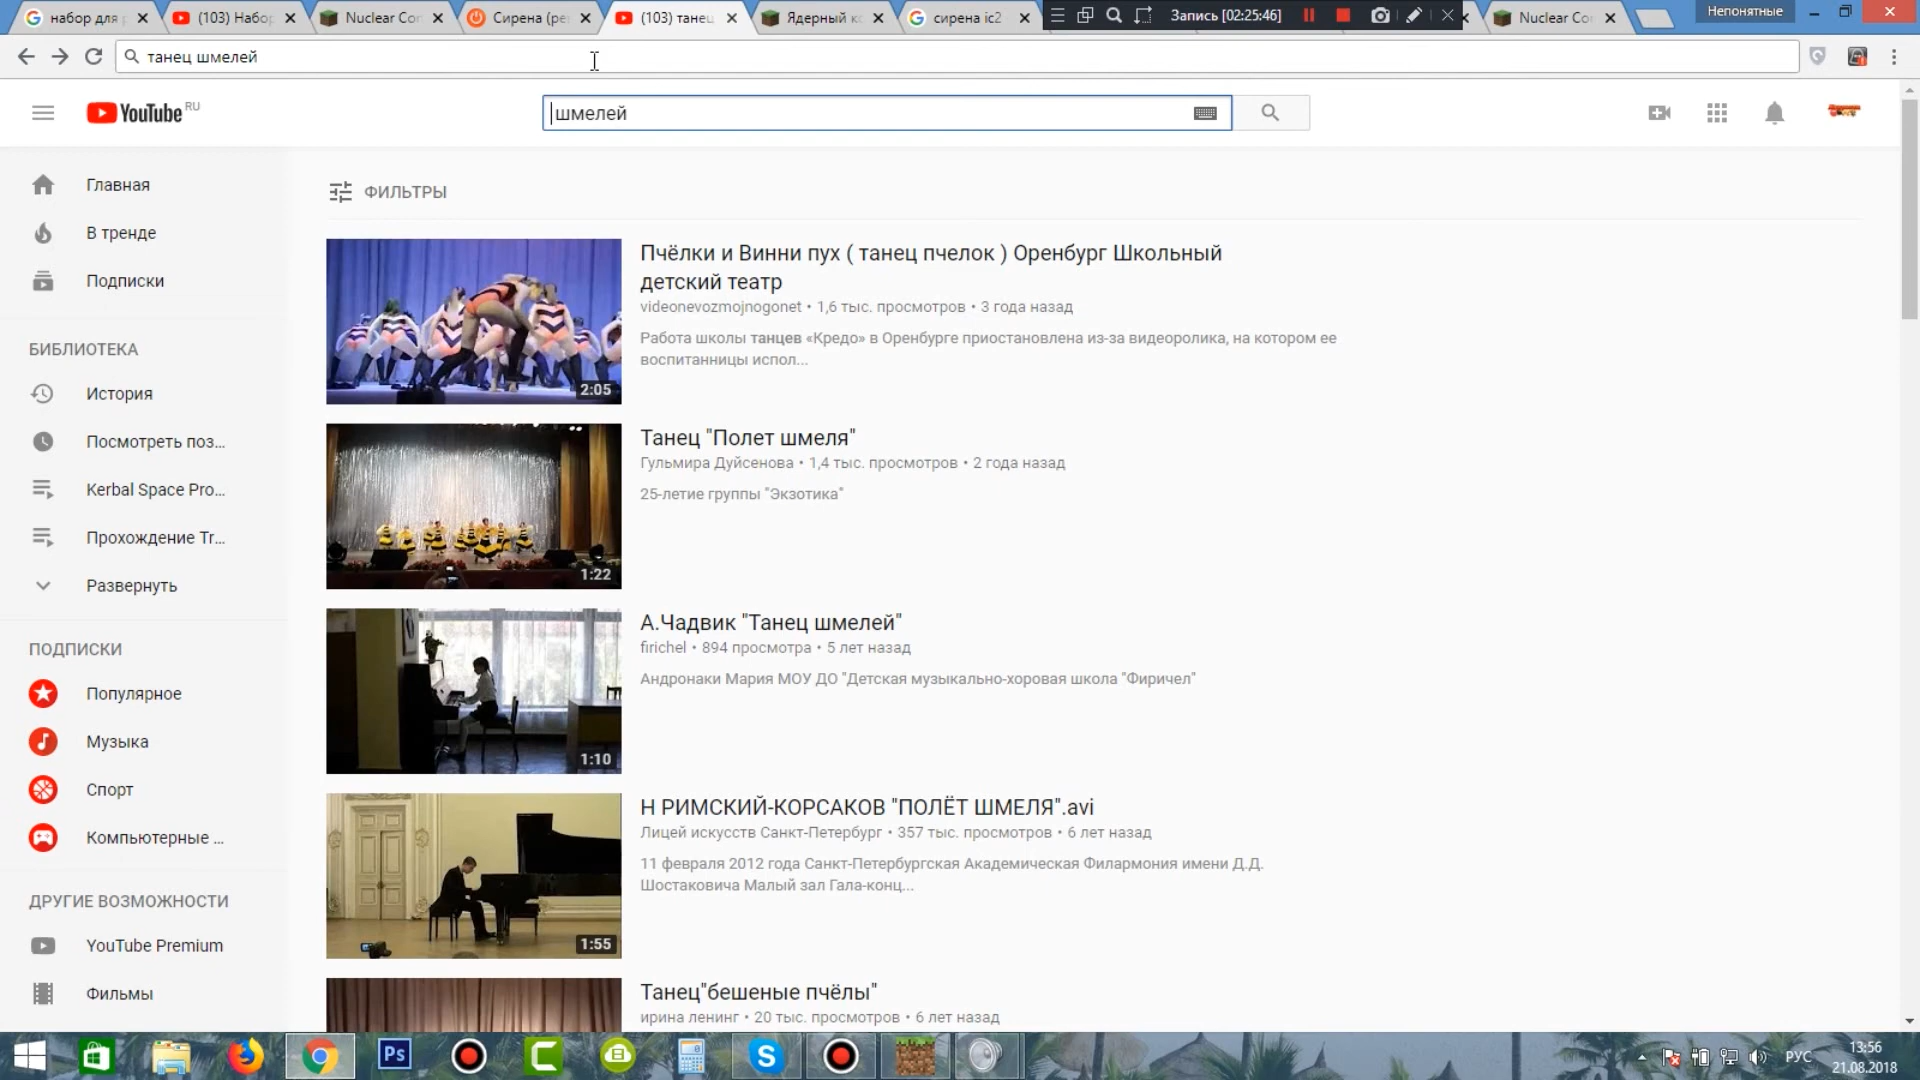 набор для
(103) Набо
Nuclear Con
Сирена (ре
(103) танец
Ядерный к
сирена ic2
Запись [02:25:46]
Nuclear Co
Непонятные
танец шмелей
YouTube RU
шмелей
Главная
В тренде
Подписки
БИБЛИОТЕКА
История
Посмотреть поз...
Kerbal Space Pro...
Прохождение Tr...
Развернуть
ПОДПИСКИ
Популярное
Музыка
Спорт
Компьютерные ...
ДРУГИЕ ВОЗМОЖНОСТИ
YouTube Premium
Фильмы
ФИЛЬТРЫ
2:05
Пчёлки и Винни пух ( танец пчелок ) Оренбург Школьный
детский театр
videonevozmojnogonet • 1,6 тыс. просмотров • 3 года назад
Работа школы танцев «Кредо» в Оренбурге приостановлена из-за видеоролика, на котором ее
воспитанницы испол...
1:22
Танец "Полет шмеля"
Гульмира Дуйсенова • 1,4 тыс. просмотров • 2 года назад
25-летие группы "Экзотика"
1:10
А.Чадвик "Танец шмелей"
firichel • 894 просмотра • 5 лет назад
Андронаки Мария МОУ ДО "Детская музыкально-хоровая школа "Фиричел"
1:55
Н РИМСКИЙ-КОРСАКОВ "ПОЛЁТ ШМЕЛЯ".avi
Лицей искусств Санкт-Петербург • 357 тыс. просмотров • 6 лет назад
11 февраля 2012 года Санкт-Петербургская Академическая Филармония имени Д.Д.
Шостаковича Малый зал Гала-конц...
Танец"бешеные пчёлы"
ирина ленинг • 20 тыс. просмотров • 6 лет назад
Ps
РУС
13:56
21.08.2018